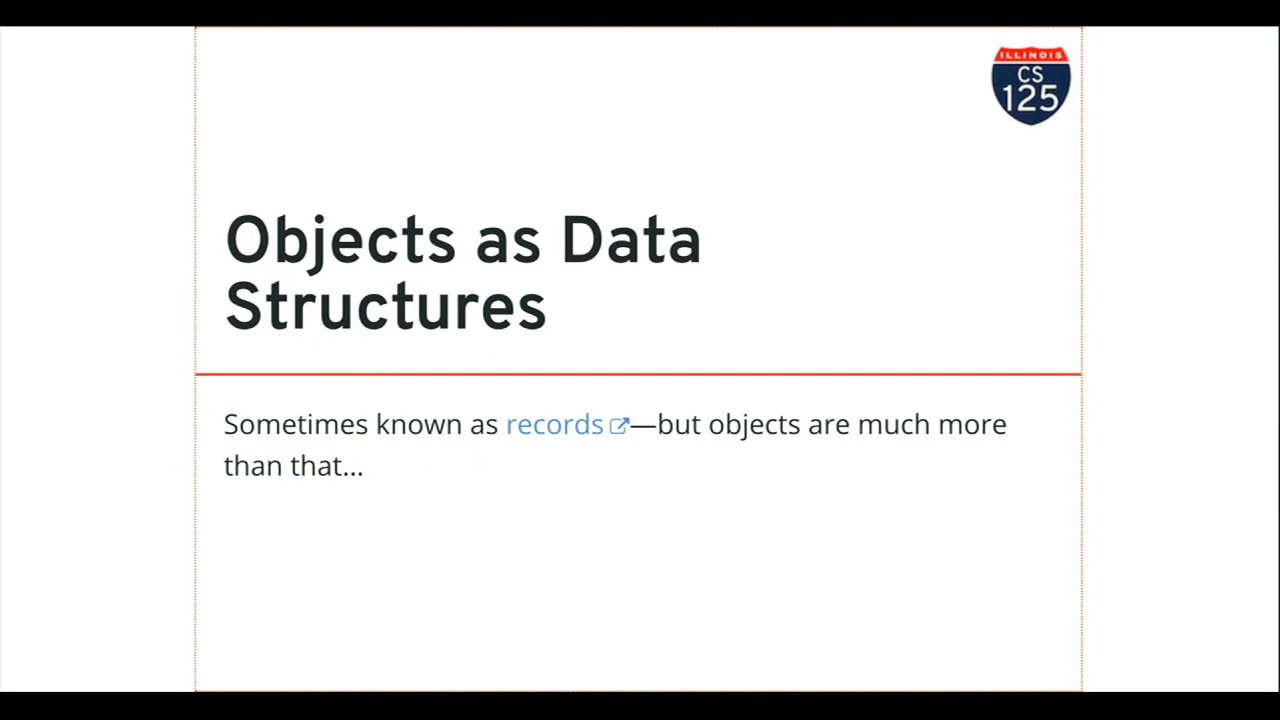 ILLINOIS
CS
125
Objects as Data
Structures
Sometimes known as records—but objects are much more
than that...